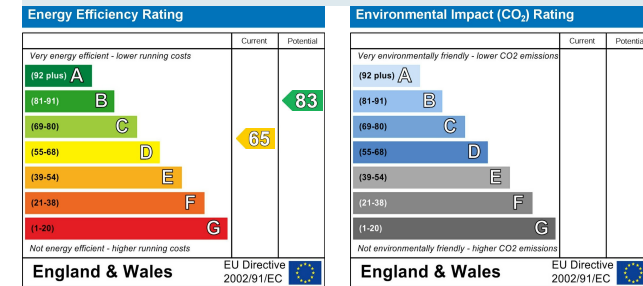 Energy Efficiency Rating
Current Potential
Very energy efficient - lower running costs
(92 plus) A
(81-91) B
83
(69-80) C
65
(55-68) D
(39-54) E
(21-38) F
(1-20) G
Not energy efficient - higher running costs
England & Wales
EU Directive
2002/91/EC
Environmental Impact (CO₂) Rating
Current Potential
Very environmentally friendly - lower CO2 emissions
(92 plus) A
(81-91) B
(69-80) C
(55-68) D
(39-54) E
(21-38) F
(1-20) G
Not environmentally friendly - higher CO2 emissions
England & Wales
EU Directive
2002/91/EC